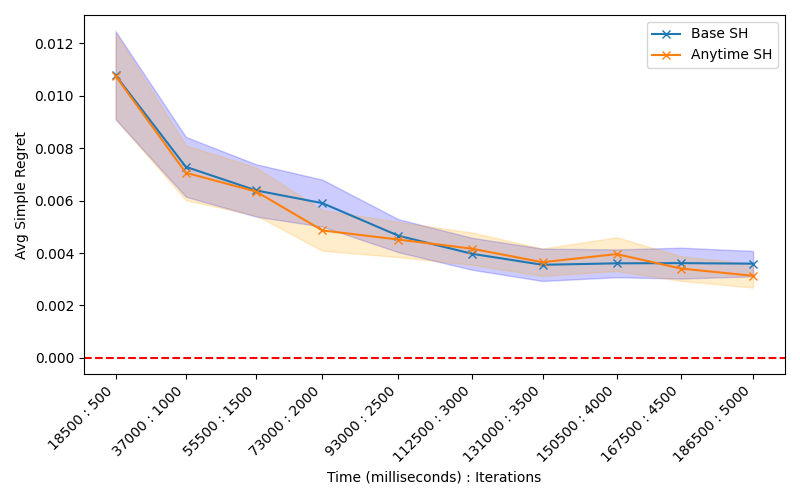 Base SH
Anytime SH
Avg Simple Regret
0.012
0.010
0.008
0.006
0.004
0.002
0.000
18500 : 500
37000 : 1000
55500 : 1500
73000 : 2000
93000 : 2500
112500 : 3000
131000 : 3500
150500 : 4000
167500 : 4500
186500 : 5000
Time (milliseconds) : Iterations